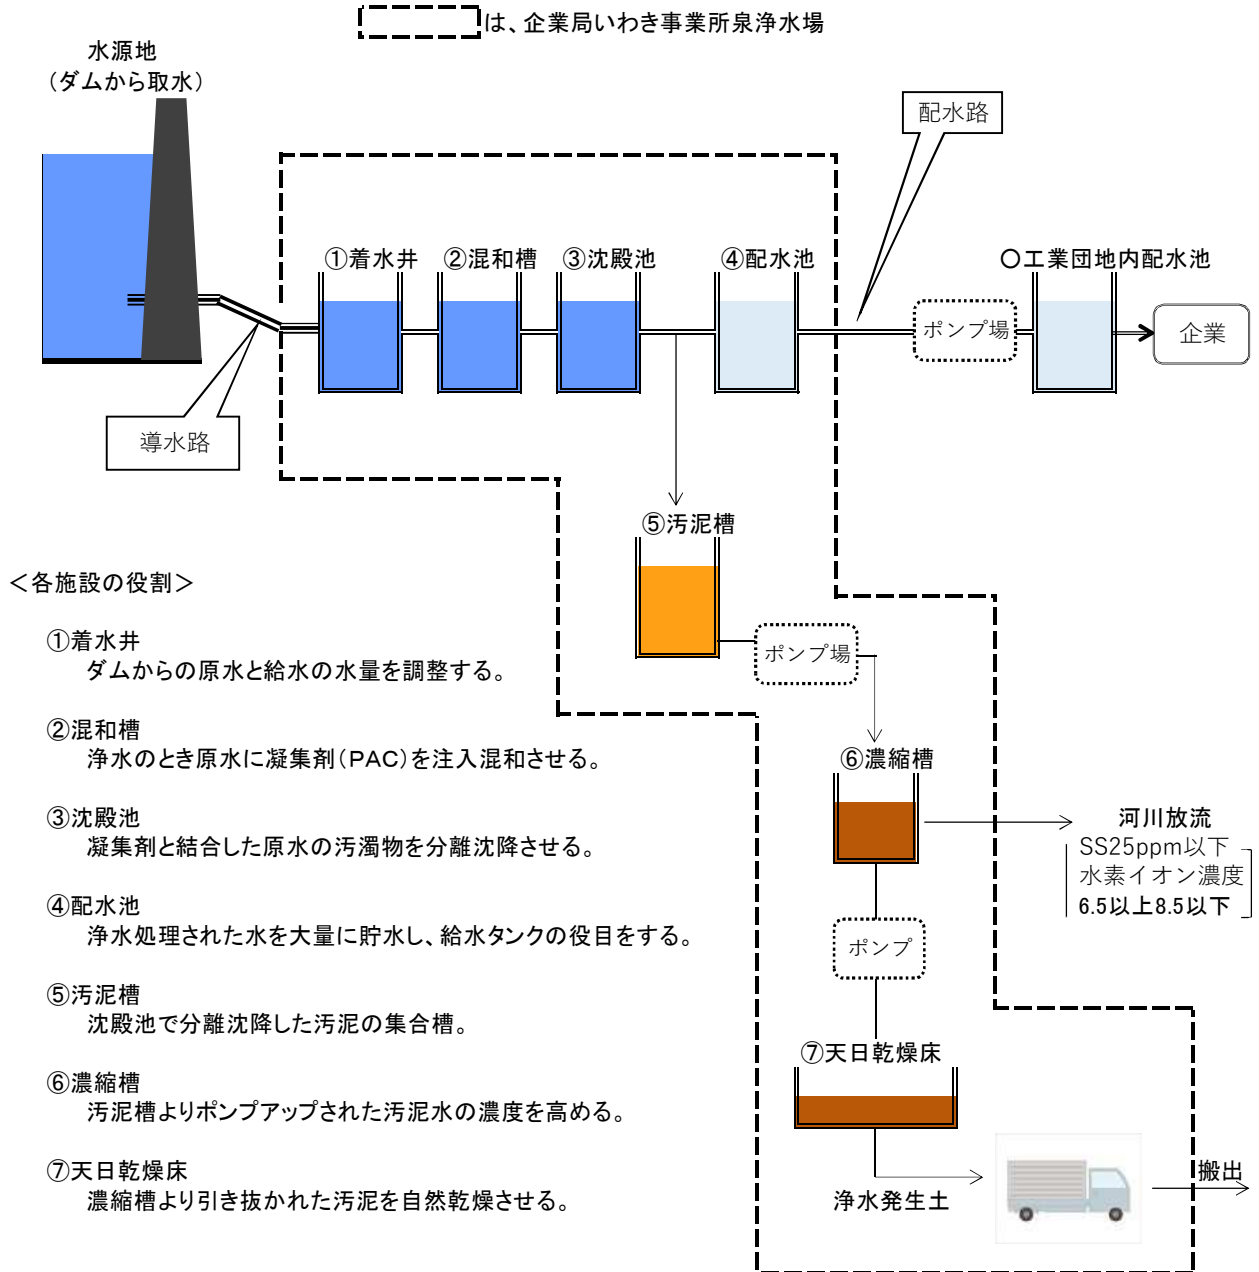 は、企業局いわき事業所泉浄水場
水源地
（ダムから取水）
配水路
①着水井
②混和槽
③沈殿池
④配水池
〇工業団地内配水池
ポンプ場
企業
導水路
⑤汚泥槽
ポンプ場
⑥濃縮槽
河川放流
SS25ppm以下
水素イオン濃度
6.5以上8.5以下
ポンプ
⑦天日乾燥床
浄水発生土
搬出
＜各施設の役割＞
①着水井
ダムからの原水と給水の水量を調整する。
②混和槽
浄水のとき原水に凝集剤（PAC）を注入混和させる。
③沈殿池
凝集剤と結合した原水の汚濁物を分離沈降させる。
④配水池
浄水処理された水を大量に貯水し、給水タンクの役目をする。
⑤汚泥槽
沈殿池で分離沈降した汚泥の集合槽。
⑥濃縮槽
汚泥槽よりポンプアップされた汚泥水の濃度を高める。
⑦天日乾燥床
濃縮槽より引き抜かれた汚泥を自然乾燥させる。